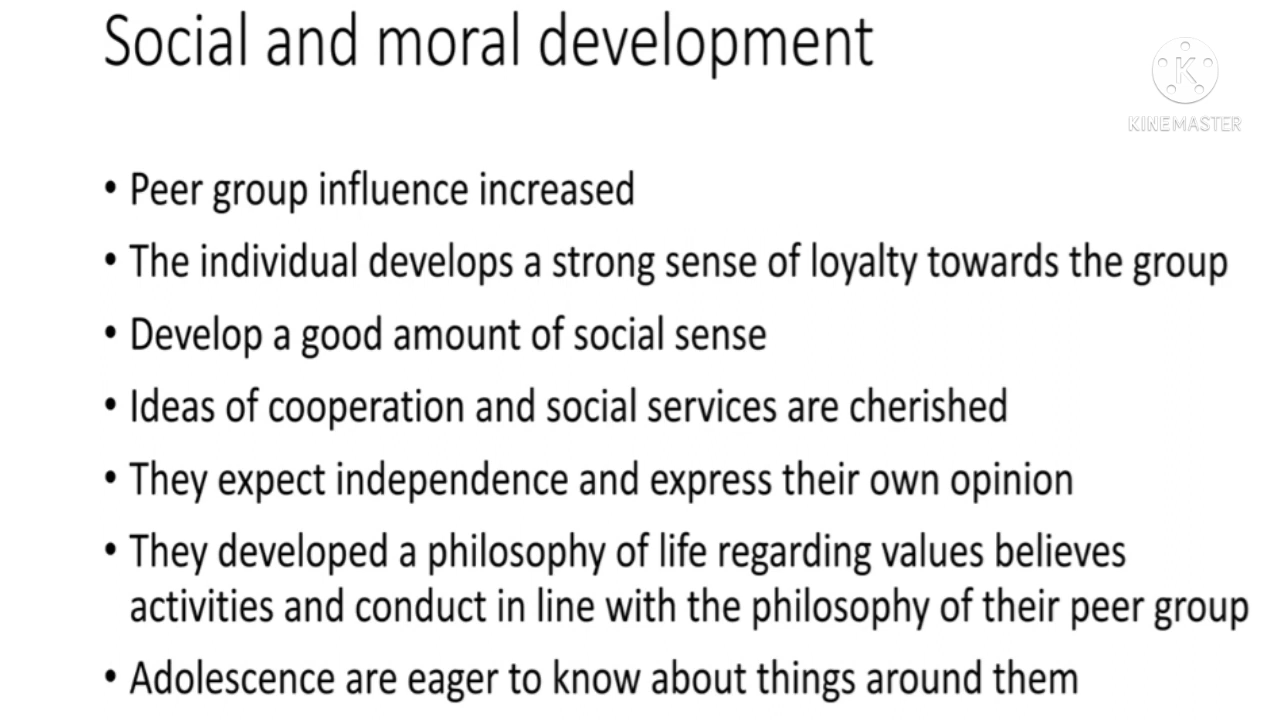 Social and moral development
K
KINEMASTER
• Peer group influence increased
• The individual develops a strong sense of loyalty towards the group
• Develop a good amount of social sense
• Ideas of cooperation and social services are cherished
• They expect independence and express their own opinion
• They developed a philosophy of life regarding values believes
activities and conduct in line with the philosophy of their peer group
• Adolescence are eager to know about things around them